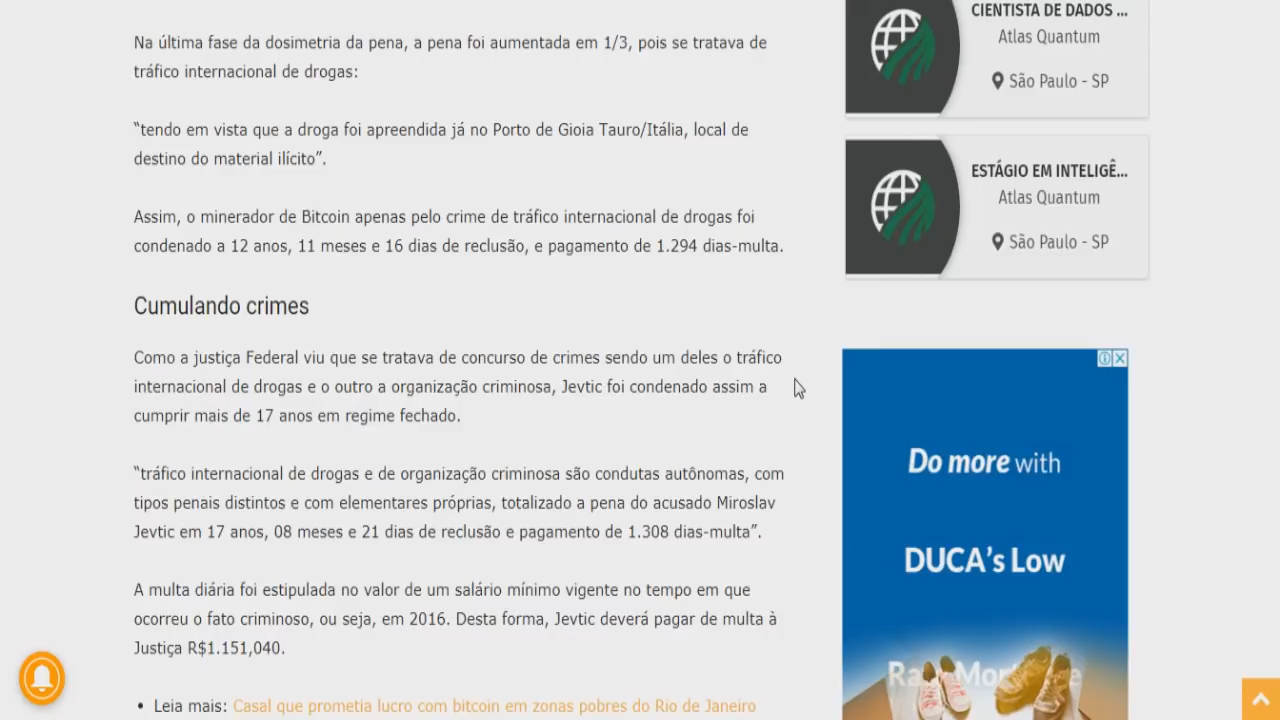 Na última fase da dosimetria da pena, a pena foi aumentada em 1/3, pois se tratava de
tráfico internacional de drogas:
“tendo em vista que a droga foi apreendida já no Porto de Gioia Tauro/Itália, local de
destino do material ilícito”.
Assim, o minerador de Bitcoin apenas pelo crime de tráfico internacional de drogas foi
condenado a 12 anos, 11 meses e 16 dias de reclusão, e pagamento de 1.294 dias-multa.
Cumulando crimes
Como a justiça Federal viu que se tratava de concurso de crimes sendo um deles o tráfico
internacional de drogas e o outro a organização criminosa, Jevtic foi condenado assim a
cumprir mais de 17 anos em regime fechado.
“tráfico internacional de drogas e de organização criminosa são condutas autônomas, com
tipos penais distintos e com elementares próprias, totalizado a pena do acusado Miroslav
Jevtic em 17 anos, 08 meses e 21 dias de reclusão e pagamento de 1.308 dias-multa”.
A multa diária foi estipulada no valor de um salário mínimo vigente no tempo em que
ocorreu o fato criminoso, ou seja, em 2016. Desta forma, Jevtic deverá pagar de multa à
Justiça R$1.151,040.
• Leia mais: Casal que prometia lucro com bitcoin em zonas pobres do Rio de Janeiro
CIENTISTA DE DADOS ...
Atlas Quantum
São Paulo - SP
ESTÁGIO EM INTELIGÊ...
Atlas Quantum
São Paulo - SP
Do more with
DUCA’s Low